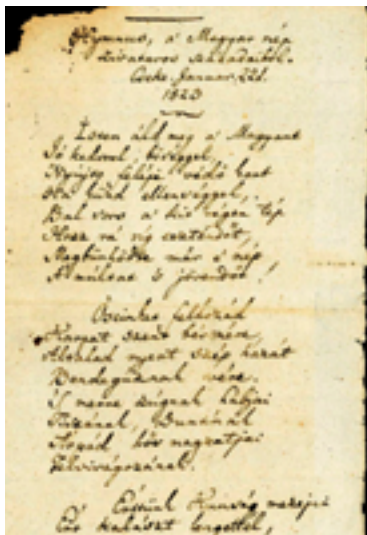 Hymnus, a' Magyar nép
zivataros századaiból.
Cseke. Januar. 22d.
1823
Isten áldd meg a' Magyart
Jó kedvvel, bőséggel,
Nyújts feléje védő kart
Ha küzd ellenséggel,
Bal sors a' kit régen tép
Hozz rá víg esztendőt,
Megbűnhődte már e' nép
A' múltat 's jövendőt!
Őseinket felhozád
Kárpát szent bérczére,
Általad nyert szép hazát
Bendegúznak vére.
'S merre zúgnak habjai
Tiszának, Dunának
Árpád hős magzatjai
Felvirágozának.
Értünk Kunság mezejin
Ért kalászt lengettél,